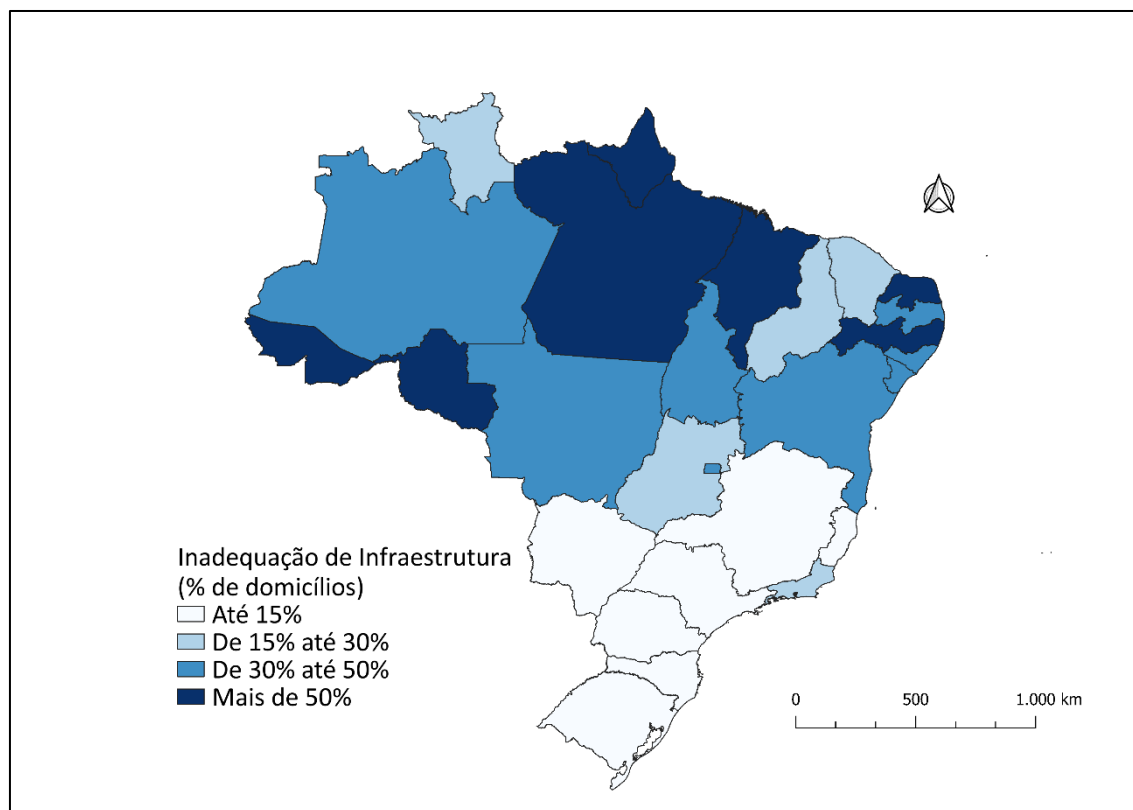 Inadequação de Infraestrutura
(% de domicílios)
Até 15%
De 15% até 30%
De 30% até 50%
Mais de 50%
0 500 1.000 km